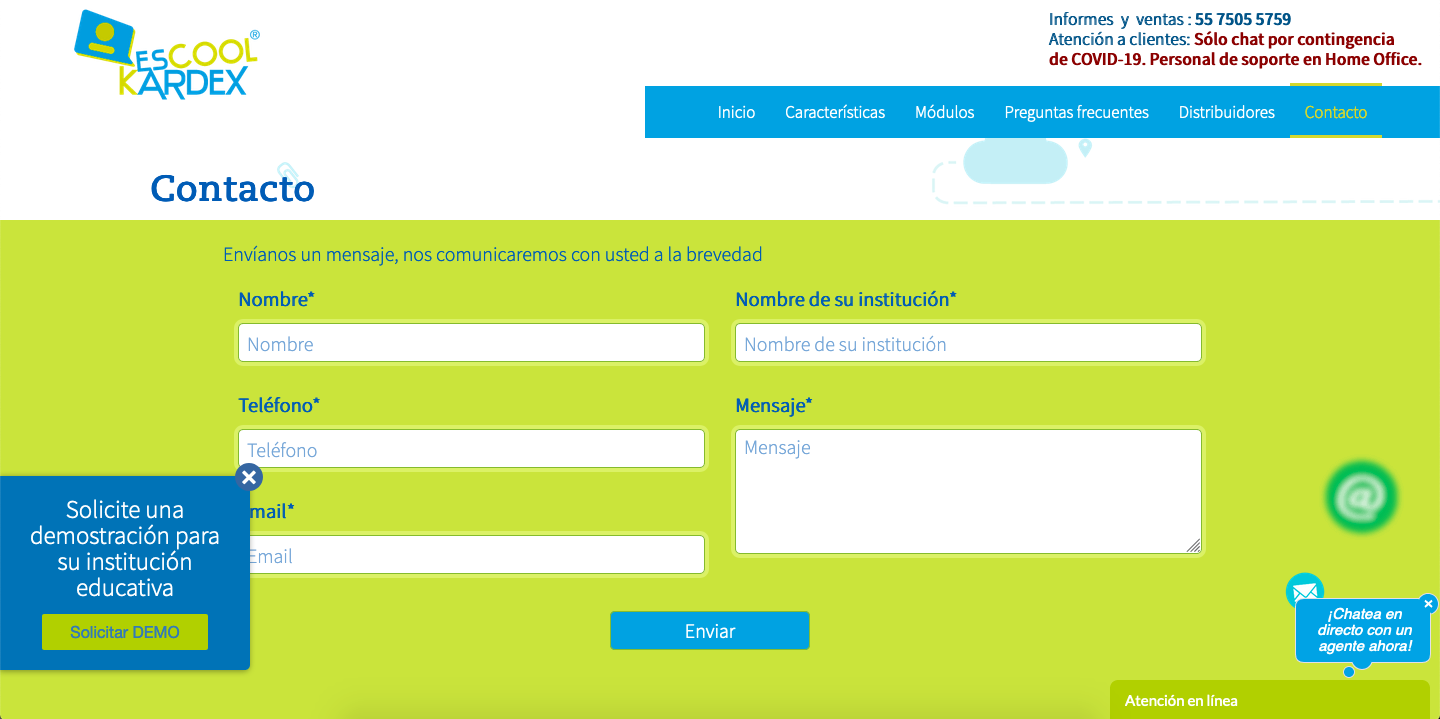 ESCOOL®
KARDEX
Informes y ventas : 55 7505 5759
Atención a clientes: Sólo chat por contingencia
de COVID-19. Personal de soporte en Home Office.
Inicio Características Módulos Preguntas frecuentes Distribuidores Contacto
Contacto
Envíanos un mensaje, nos comunicaremos con usted a la brevedad
Nombre*
Nombre
Nombre de su institución*
Nombre de su institución
Teléfono*
Teléfono
Mensaje*
Mensaje
mail*
Email
Enviar
Solicite una
demostración para
su institución
educativa
Solicitar DEMO
@
¡Chatea en
directo con un
agente ahora!
Atención en línea